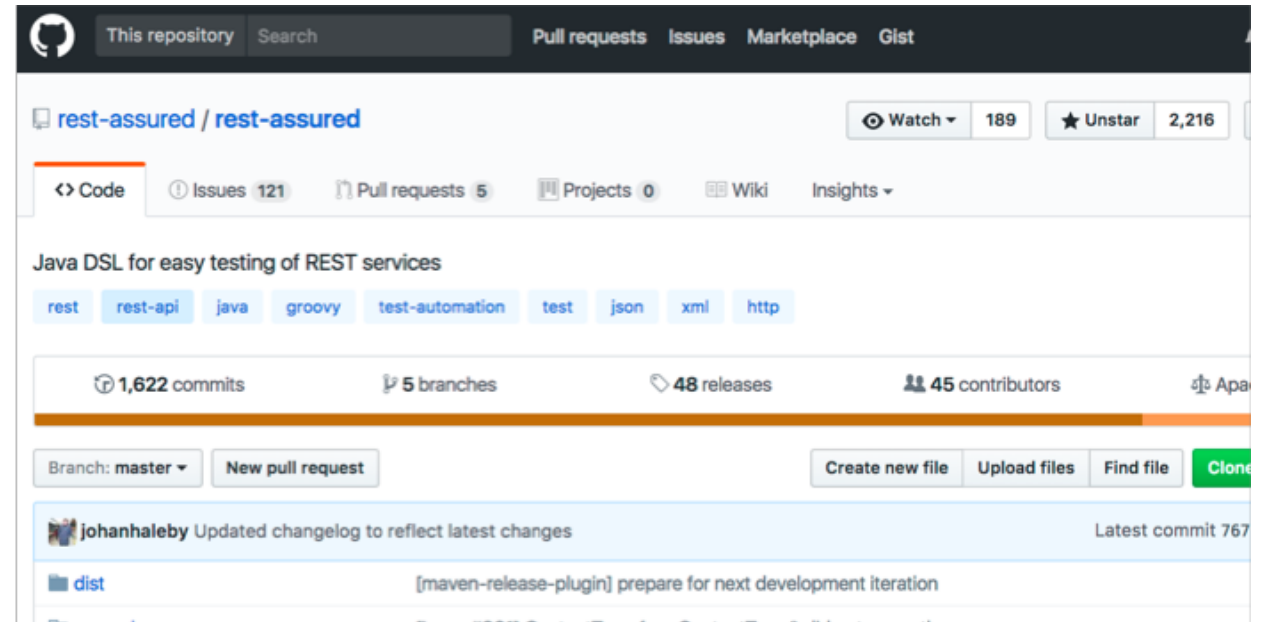 This repository Search Pull requests Issues Marketplace Gist
rest-assured / rest-assured Watch 189 Unstar 2,216
Code Issues 121 Pull requests 5 Projects 0 Wiki Insights
Java DSL for easy testing of REST services
rest rest-api java groovy test-automation test json xml http
1,622 commits 5 branches 48 releases 45 contributors Apa
Branch: master New pull request Create new file Upload files Find file Clone
johanhaleby Updated changelog to reflect latest changes Latest commit 767
dist [maven-release-plugin] prepare for next development iteration